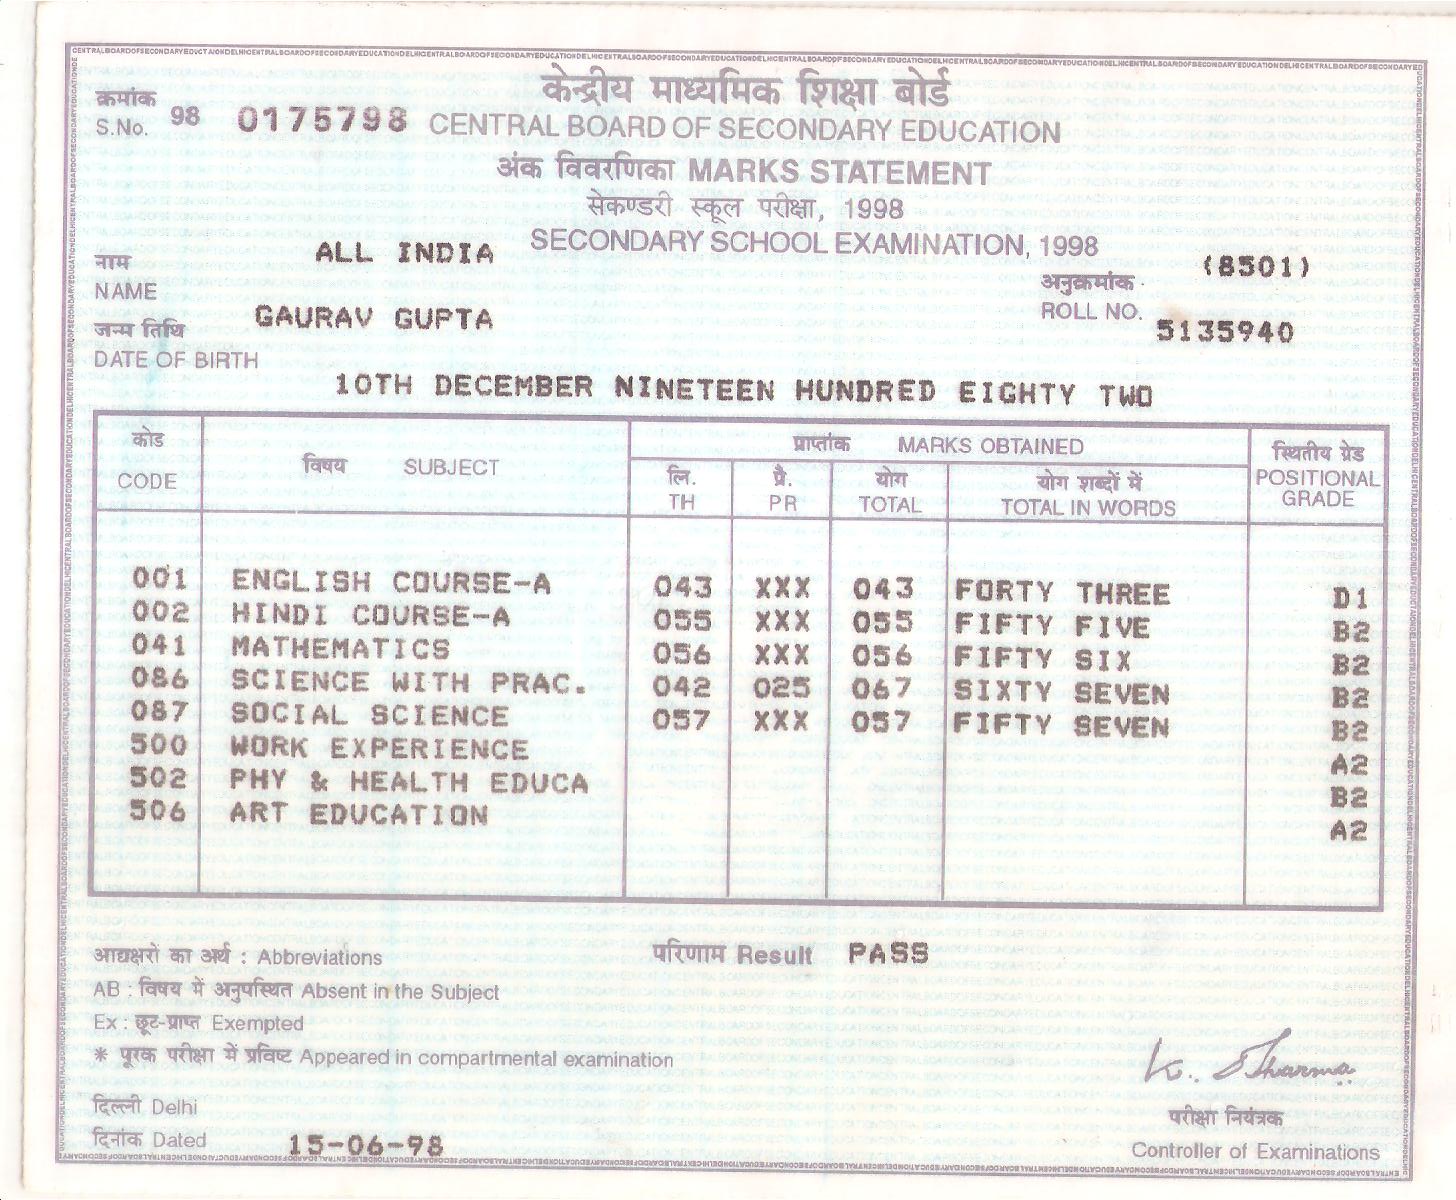 केन्द्रीय माध्यमिक शिक्षा बोर्ड
क्रमांक
S.No. 98 0175798 CENTRAL BOARD OF SECONDARY EDUCATION
अंक विवरणिका MARKS STATEMENT
सेकण्डरी स्कूल परीक्षा, 1998
ALL INDIA SECONDARY SCHOOL EXAMINATION, 1998
नाम अनुक्रमांक (8501)
NAME ROLL NO.
GAURAV GUPTA 5135940
जन्म तिथि
DATE OF BIRTH
10TH DECEMBER NINETEEN HUNDRED EIGHTY TWO
कोड विषय SUBJECT प्राप्तांक MARKS OBTAINED स्थितीय ग्रेड
CODE लि. प्रै. योग योग शब्दों में POSITIONAL
TH PR TOTAL TOTAL IN WORDS GRADE
001 ENGLISH COURSE-A 043 XXX 043 FORTY THREE D1
002 HINDI COURSE-A 055 XXX 055 FIFTY FIVE B2
041 MATHEMATICS 056 XXX 056 FIFTY SIX B2
086 SCIENCE WITH PRAC. 042 025 067 SIXTY SEVEN B2
087 SOCIAL SCIENCE 057 XXX 057 FIFTY SEVEN B2
500 WORK EXPERIENCE A2
502 PHY & HEALTH EDUCA B2
506 ART EDUCATION A2
आद्यक्षरों का अर्थ : Abbreviations परिणाम Result PASS
AB - विषय में अनुपस्थित Absent in the Subject
Ex : छूट-प्राप्त Exempted
* पूरक परीक्षा में प्रविष्ट Appeared in compartmental examination
K. Sharma
दिल्ली Delhi परीक्षा नियंत्रक
दिनांक Dated 15-06-98 Controller of Examinations